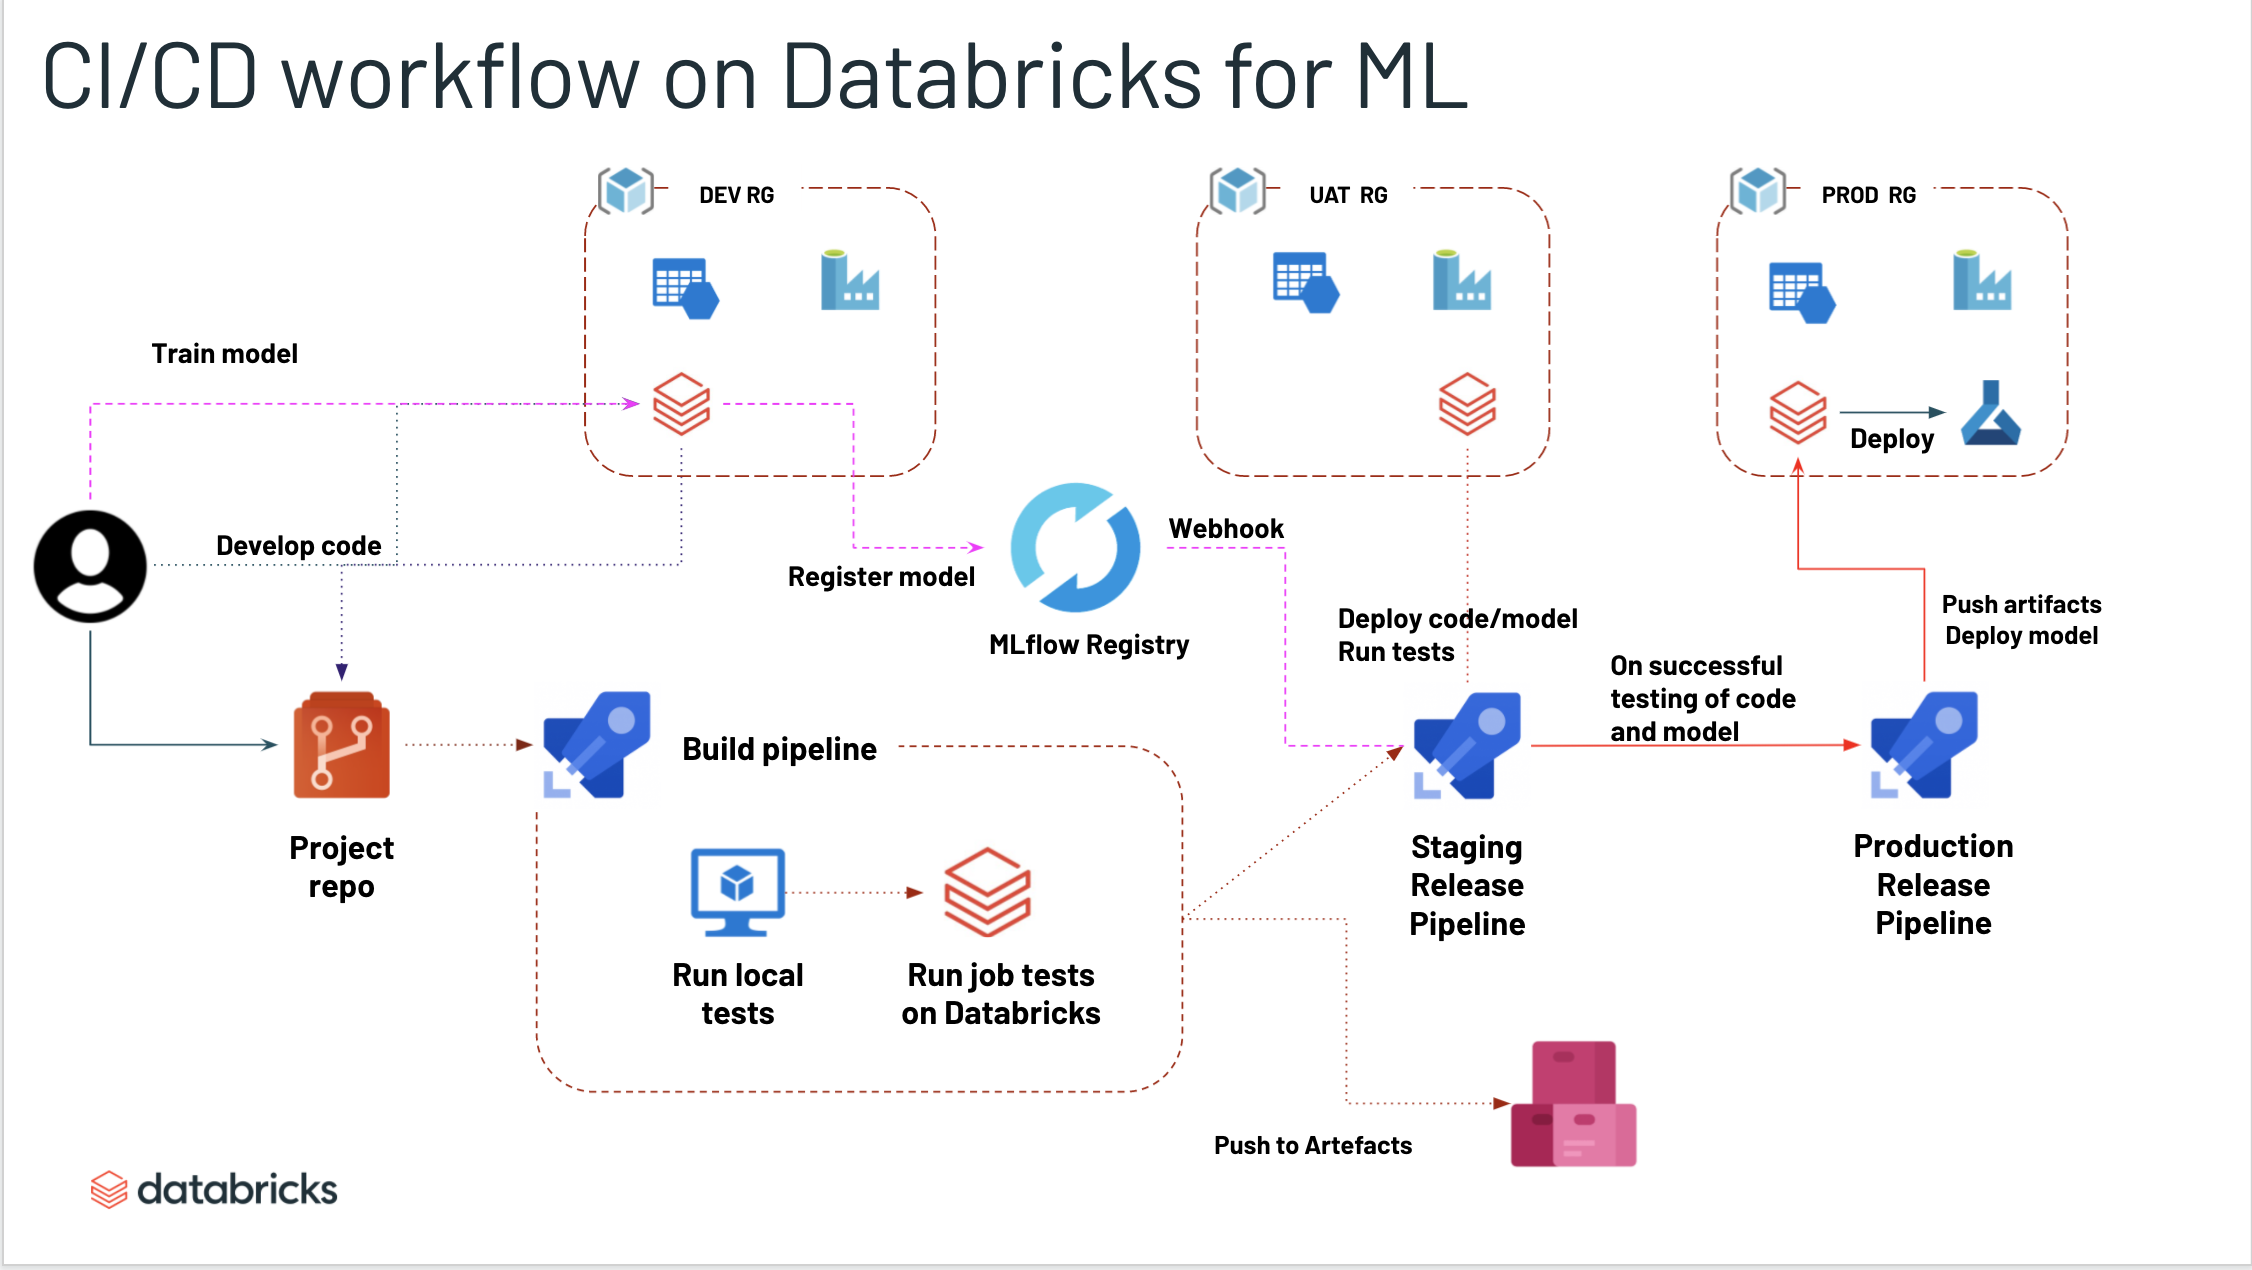 CI/CD workflow on Databricks for ML
DEV RG
UAT RG
PROD RG
Train model
Deploy
Develop code
Webhook
Register model
MLflow Registry
Deploy code/model
Run tests
Push artifacts
Deploy model
On successful
testing of code
and model
Build pipeline
Project
repo
Staging
Release
Pipeline
Production
Release
Pipeline
Run local
tests
Run job tests
on Databricks
Push to Artefacts
databricks